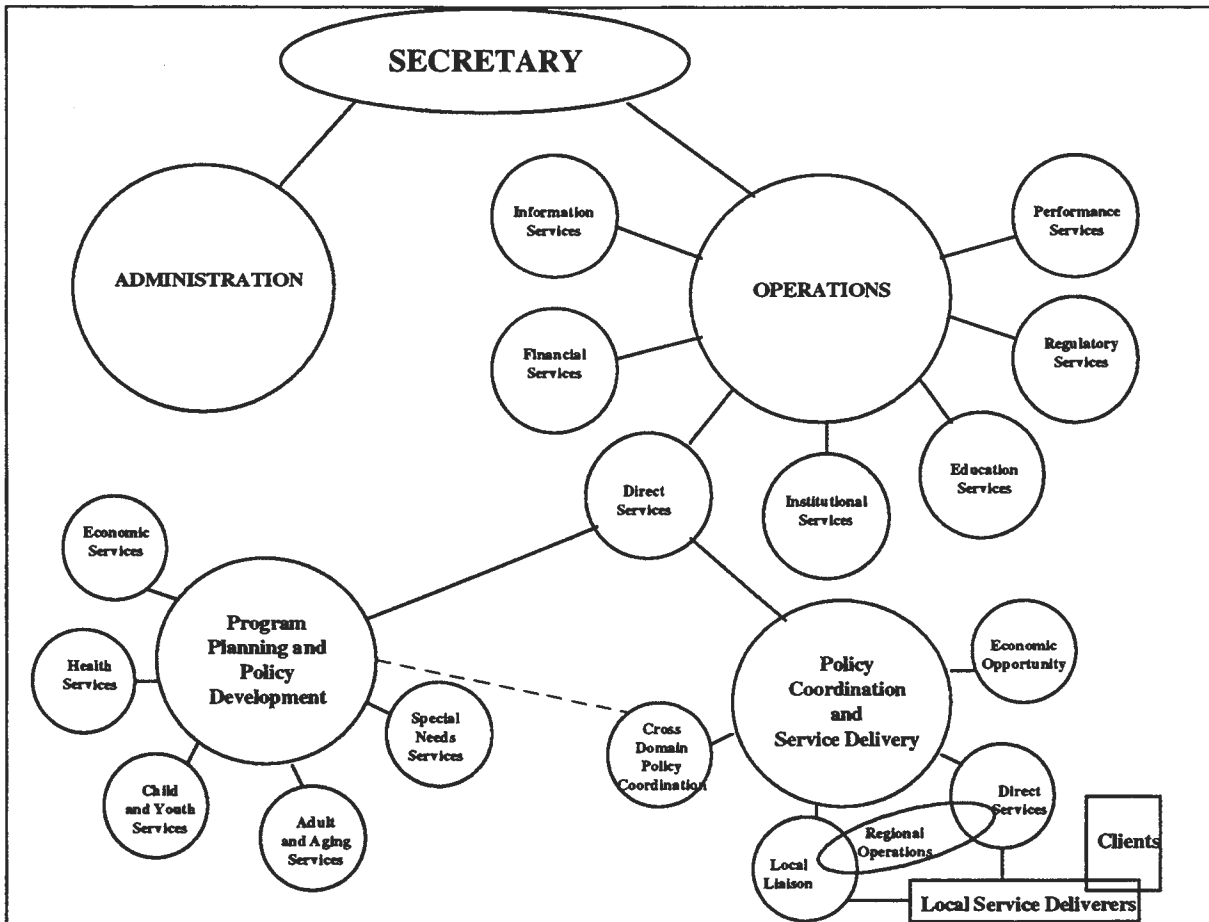 SECRETARY
ADMINISTRATION
OPERATIONS
Information
Services
Performance
Services
Financial
Services
Regulatory
Services
Direct
Services
Institutional
Services
Education
Services
Economic
Services
Program
Planning and
Policy
Development
Health
Services
Special
Needs
Services
Child
and Youth
Services
Adult
and Aging
Services
Policy
Coordination
and
Service Delivery
Economic
Opportunity
Cross
Domain
Policy
Coordination
Direct
Services
Regional
Operations
Local
Liaison
Clients
Local Service Deliverers